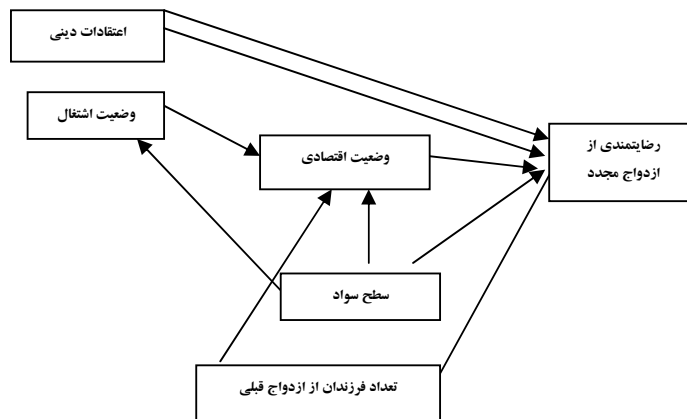 اعتقادات دینی
وضعیت اشتغال
وضعیت اقتصادی
رضایتمندی از
ازدواج مجدد
سطح سواد
تعداد فرزندان از ازدواج قبلی